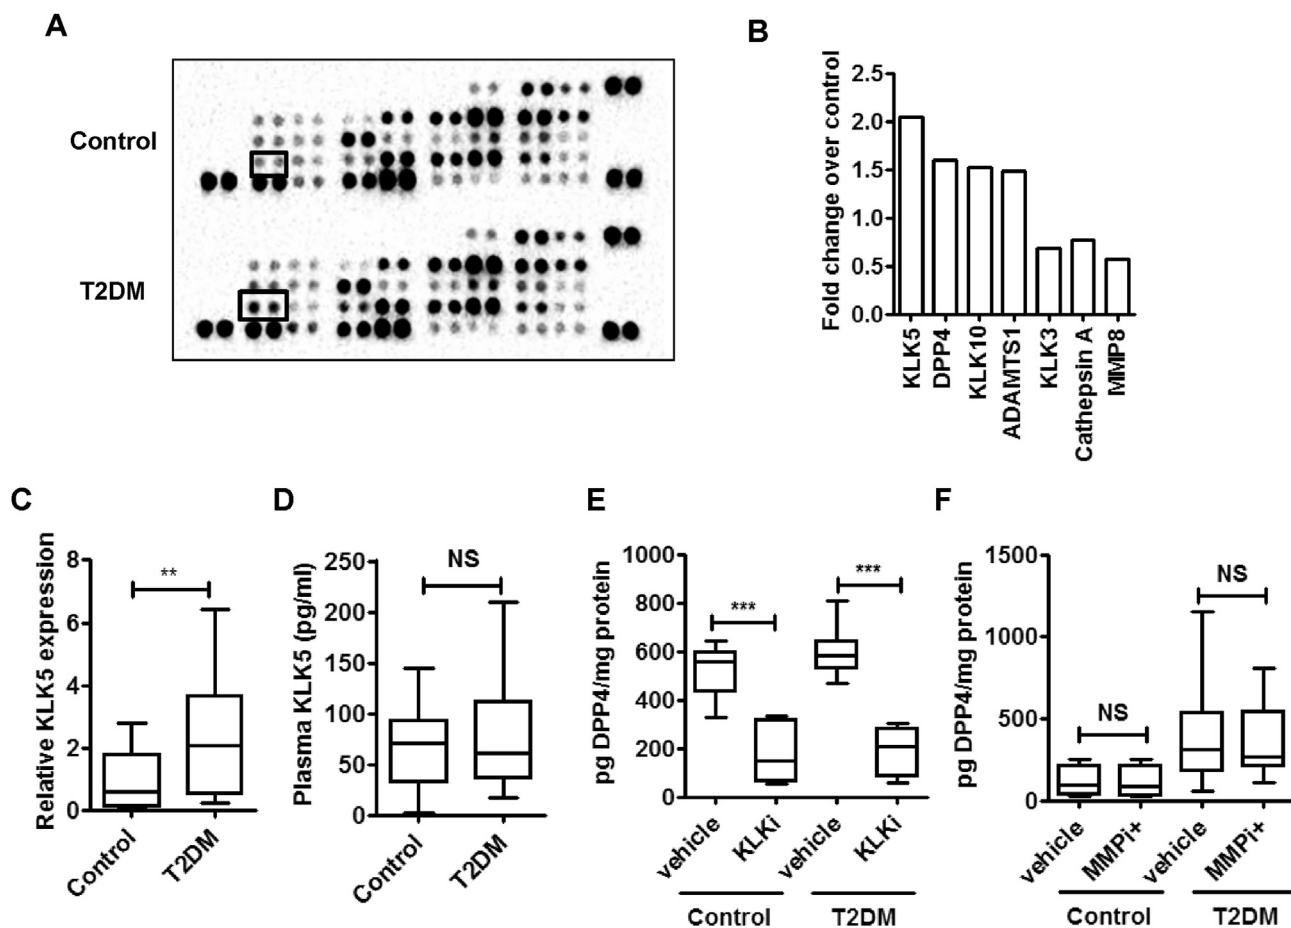 A
Control
T2DM
B
Fold change over control
2.5
2.0
1.5
1.0
0.5
0.0
KLK5
DPP4
KLK10
ADAMTS1
KLK3
Cathepsin A
MMP8
C
Relative KLK5 expression
8
6
4
2
0
**
Control
T2DM
D
Plasma KLK5 (pg/ml)
250
200
150
100
50
0
NS
Control
T2DM
E
pg DPP4/mg protein
1000
800
600
400
200
0
***
***
vehicle
KLKi
vehicle
KLKi
Control
T2DM
F
pg DPP4/mg protein
1500
1000
500
0
NS
NS
vehicle
MMPi+
vehicle
MMPi+
Control
T2DM